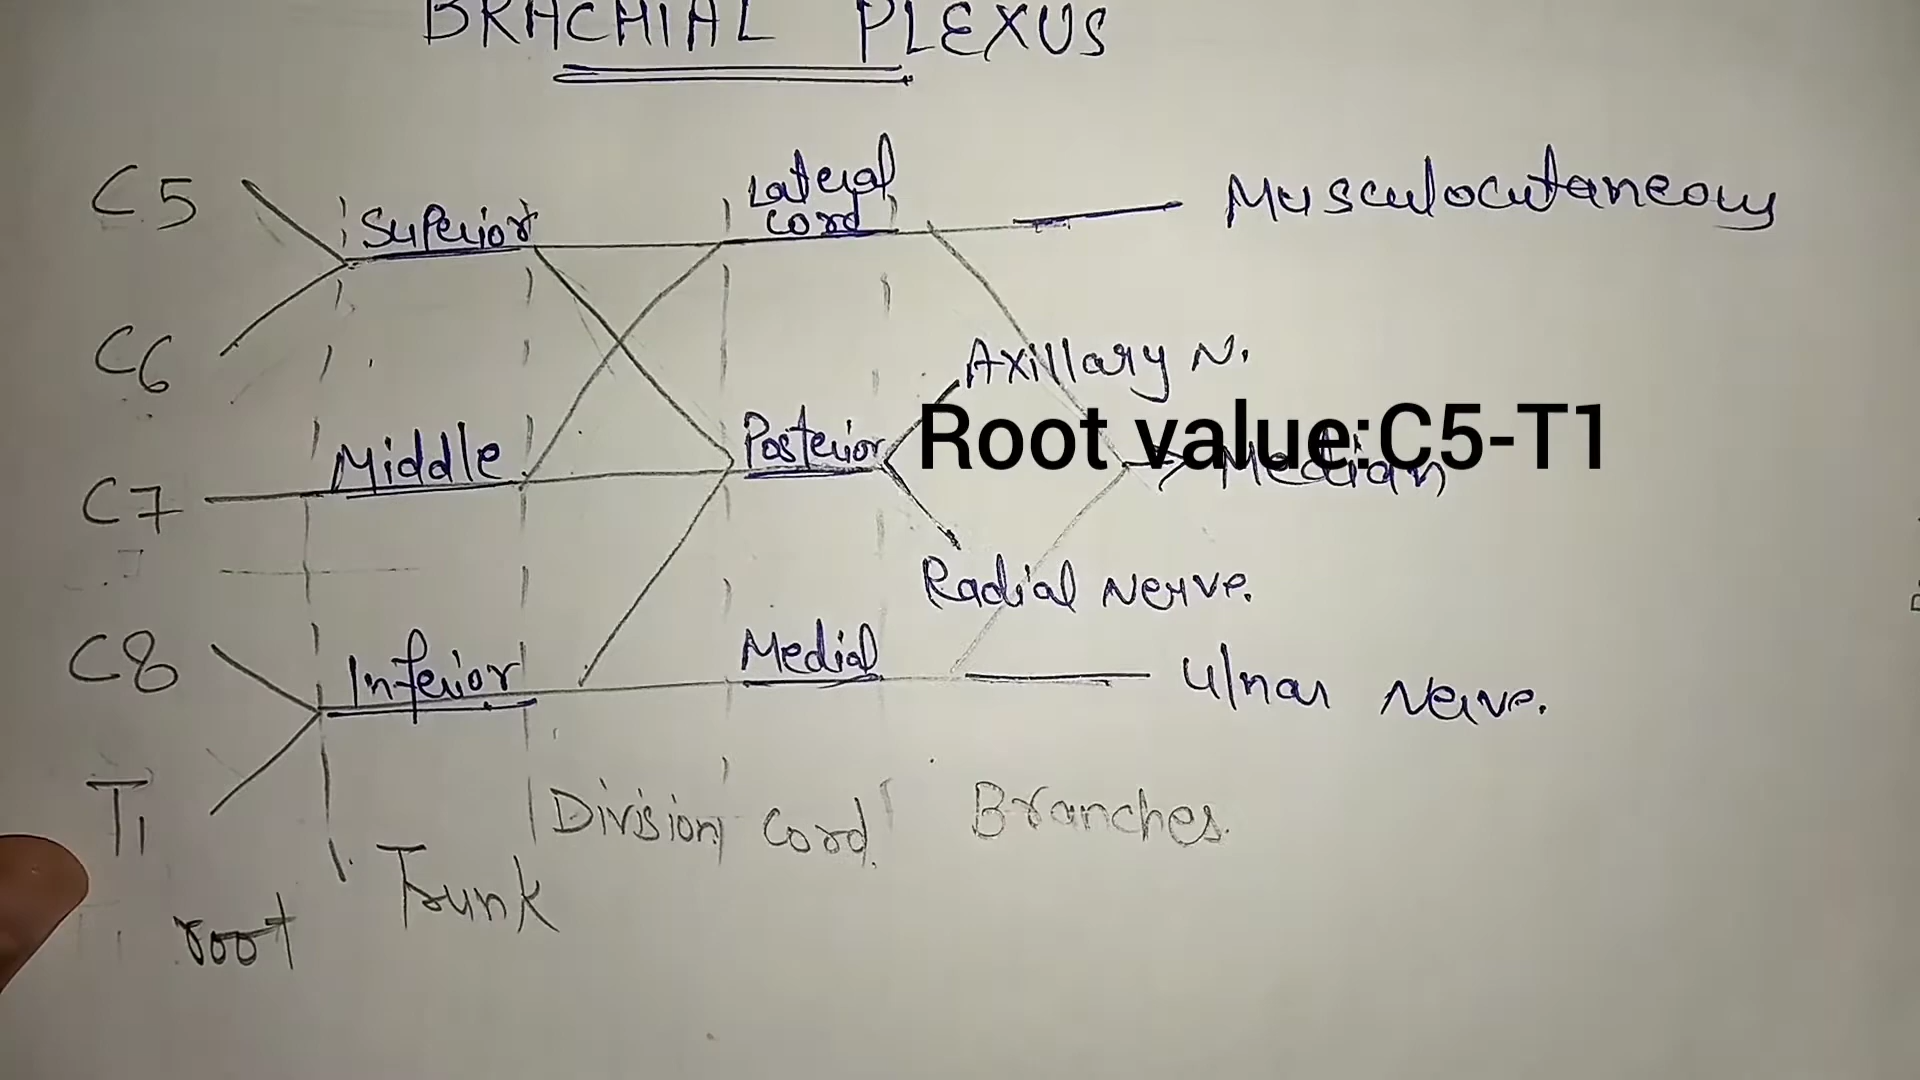 BRACHIAL PLEXUS
C5
Superior
Lateral
cord
Musculocutaneous
C6
Axillary N.
Root value:C5-T1
C7
Middle
Posterior
Median
Radial Nerve.
C8
Inferior
Medial
Ulnar Nerve.
T1
Division
Cord
Branches.
root
Trunk